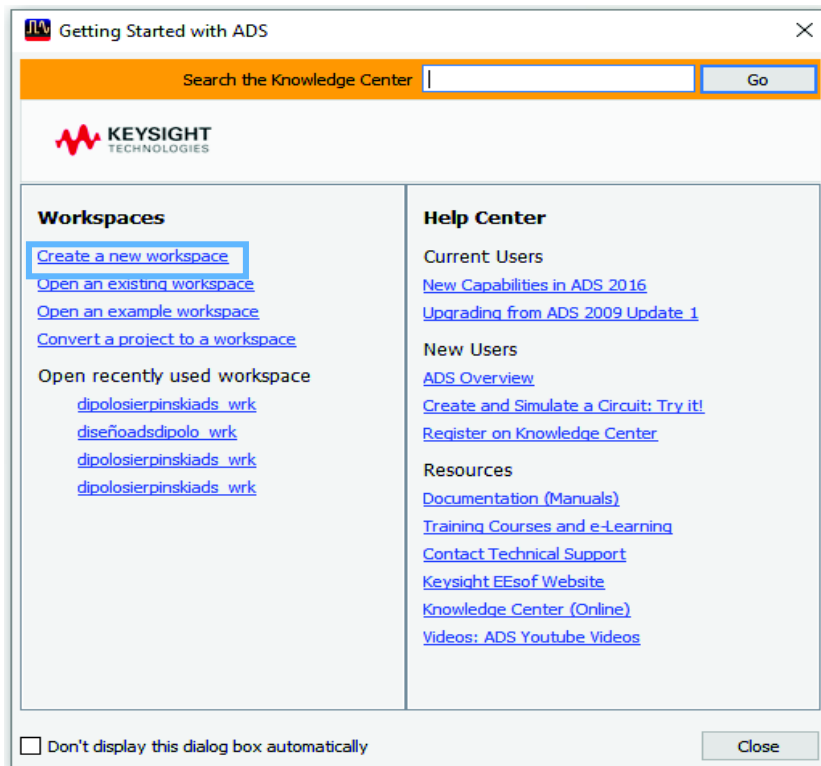 Getting Started with ADS
Search the Knowledge Center
Go
KEYSIGHT
TECHNOLOGIES
Workspaces
Create a new workspace
Open an existing workspace
Open an example workspace
Convert a project to a workspace
Open recently used workspace
dipolosierpinskiads_wrk
diseñoadsdipolo_wrk
dipolosierpinskiads_wrk
dipolosierpinskiads_wrk
Help Center
Current Users
New Capabilities in ADS 2016
Upgrading from ADS 2009 Update 1
New Users
ADS Overview
Create and Simulate a Circuit: Try it!
Register on Knowledge Center
Resources
Documentation (Manuals)
Training Courses and e-Learning
Contact Technical Support
Keysight EEsof Website
Knowledge Center (Online)
Videos: ADS Youtube Videos
Don't display this dialog box automatically
Close